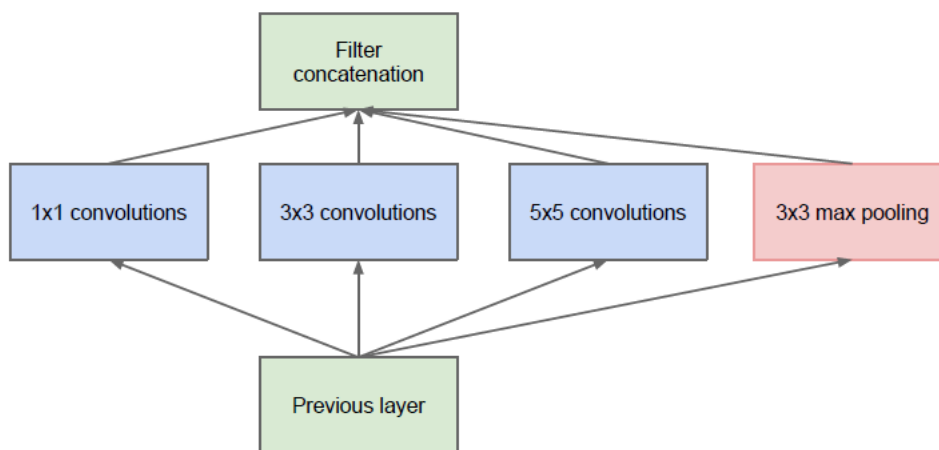 Filter
concatenation
1x1 convolutions
3x3 convolutions
5x5 convolutions
3x3 max pooling
Previous layer